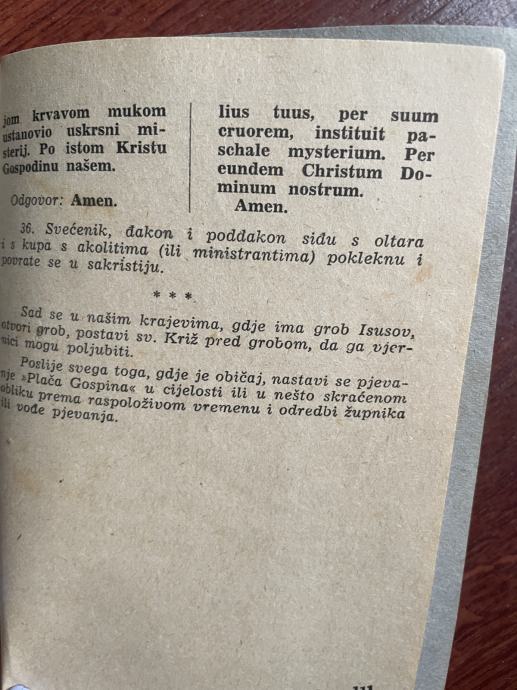 jom krvavom mukom
ustanovio uskrsni mi-
sterij. Po istom Kristu
Gospodinu našem.
Odgovor: Amen.
lius tuus, per suum
cruorem, instituit pa-
schale mysterium. Per
eundem Christum Do-
minum nostrum.
Amen.
36. Svećenik, đakon i poddakon siđu s oltara
i s kupa s akolitima (ili ministrantima) pokleknu i
povrate se u sakristiju.
* * *
Sad se u našim krajevima, gdje ima grob Isusov,
otvori grob, postavi sv. Križ pred grobom, da ga vjer-
nici mogu poljubiti.
Poslije svega toga, gdje je običaj, nastavi se pjeva-
nje »Plača Gospina« u cijelosti ili u nešto skraćenom
obliku prema raspoloživom vremenu i odredbi župnika
ili vođe pjevanja.